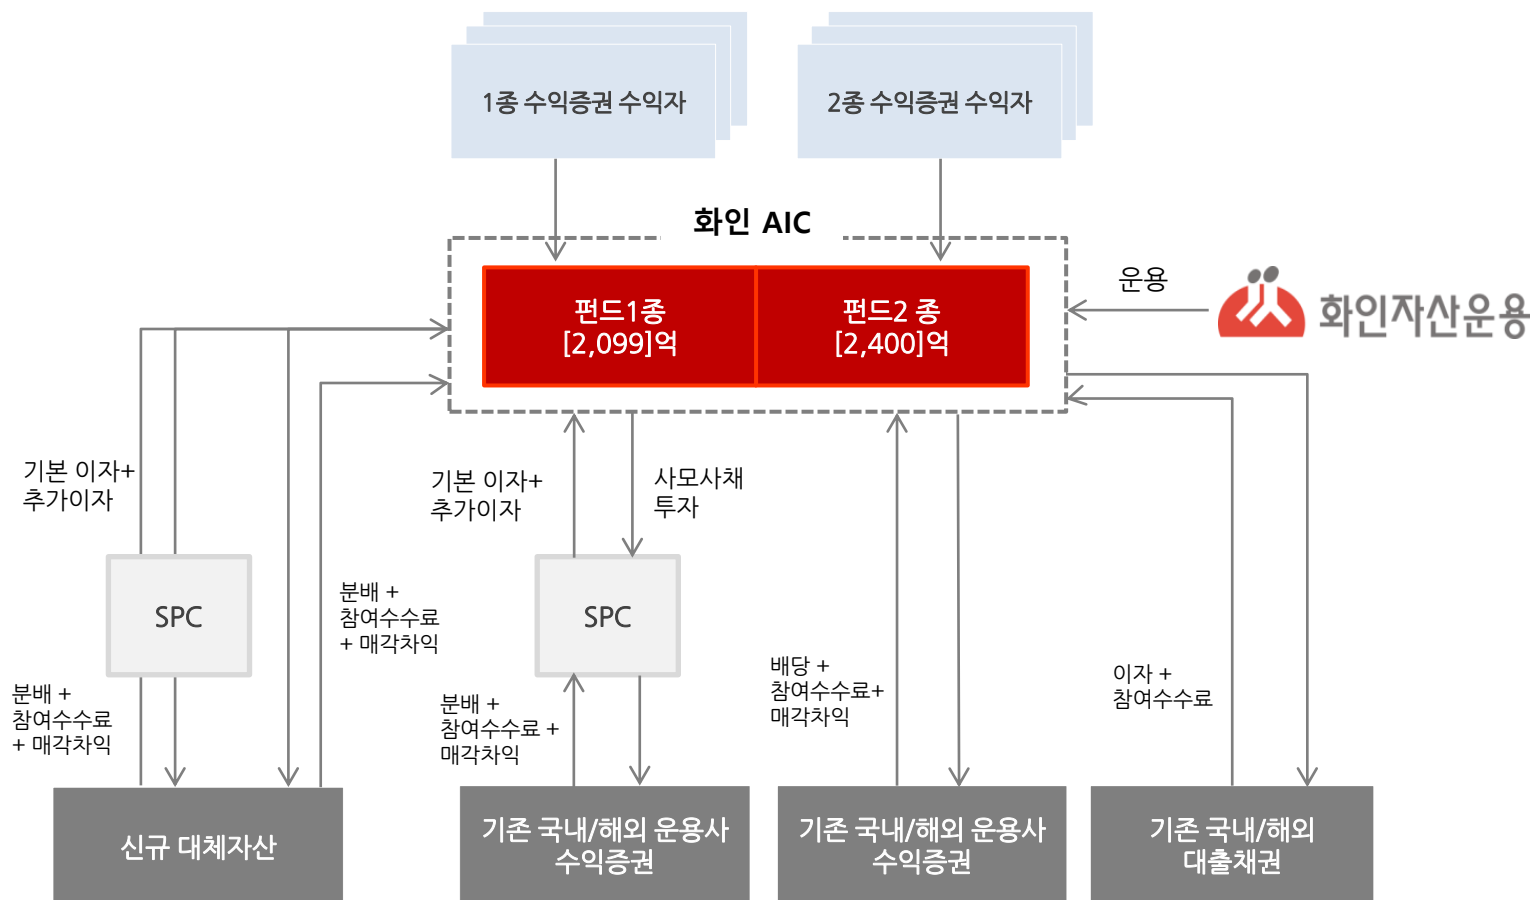 1종 수익증권 수익자
2종 수익증권 수익자
화인 AIC
펀드1종
[2,099]억
펀드2 종
[2,400]억
운용
화인자산운용
기본 이자+
추가이자
기본 이자+
추가이자
사모사채
투자
SPC
분배 +
참여수수료
+ 매각차익
SPC
분배 +
참여수수료
+ 매각차익
분배 +
참여수수료 +
매각차익
배당 +
참여수수료+
매각차익
이자 +
참여수수료
신규 대체자산
기존 국내/해외 운용사
수익증권
기존 국내/해외 운용사
수익증권
기존 국내/해외
대출채권